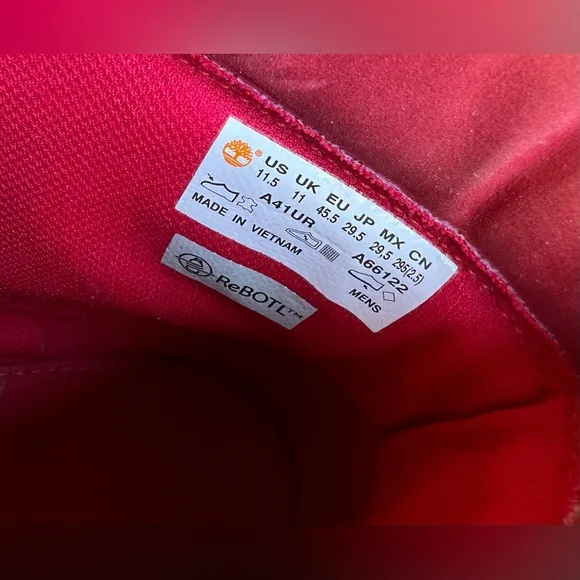 ®
US UK EU JP MX CN
11.5 11 45.5 29.5 29.5 295(2.5)
A41UR A66122
MADE IN VIETNAM MENS
ReBOTL™